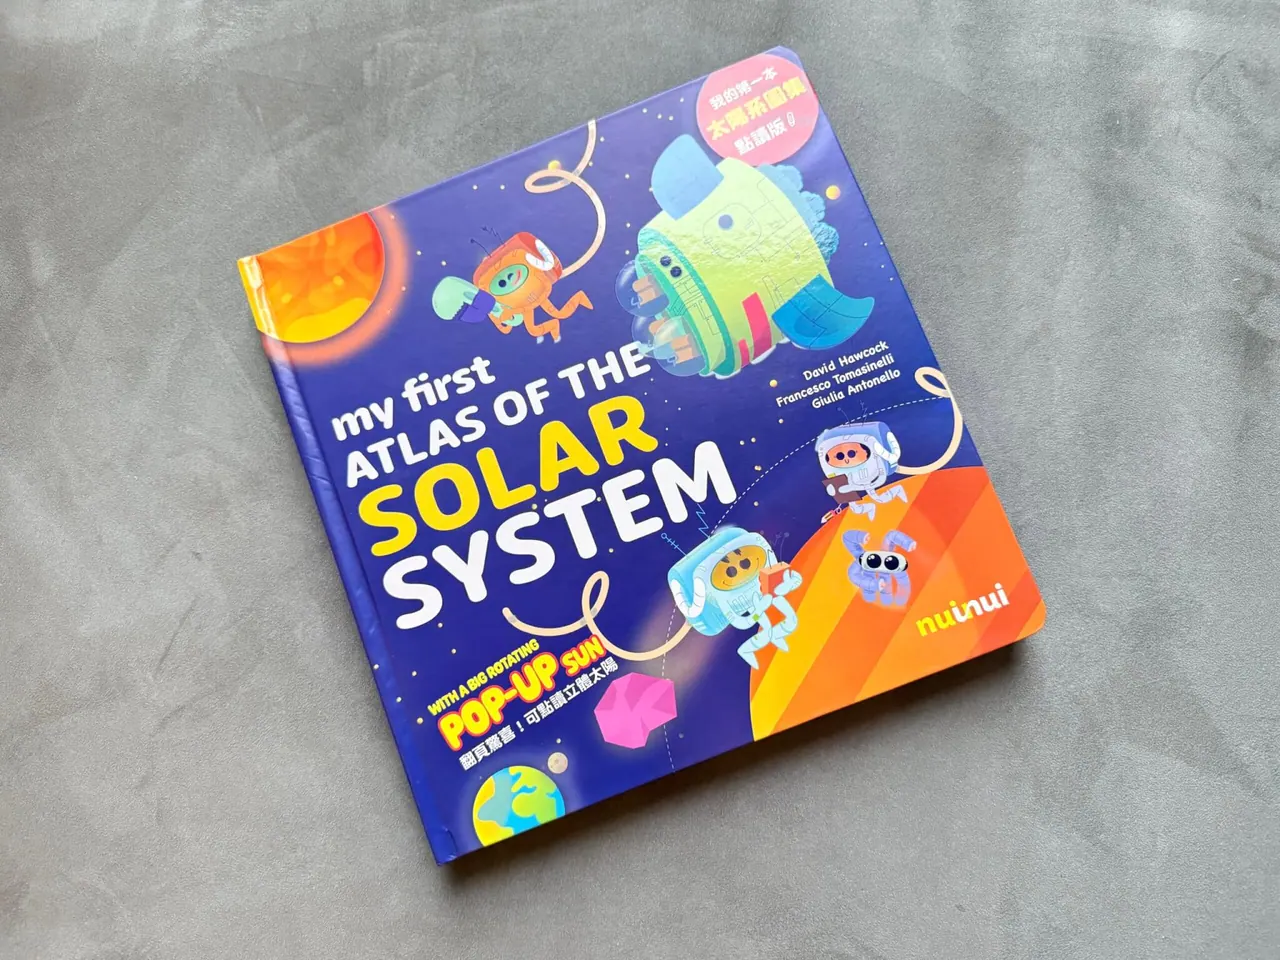 我的第一本
太陽系圖集
點讀版
my first
ATLAS OF THE
SOLAR
SYSTEM
David Hawcock
Francesco Tomasinelli
Giulia Antonello
WITH A BIG ROTATING
POP-UP SUN
翻頁驚喜！可點讀立體太陽
nuinui